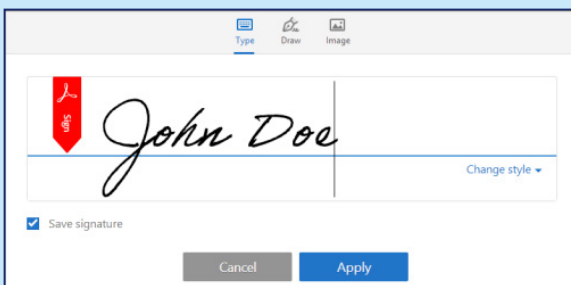 Type Draw Image
Sign
John Doe
Change style
Save signature
Cancel Apply